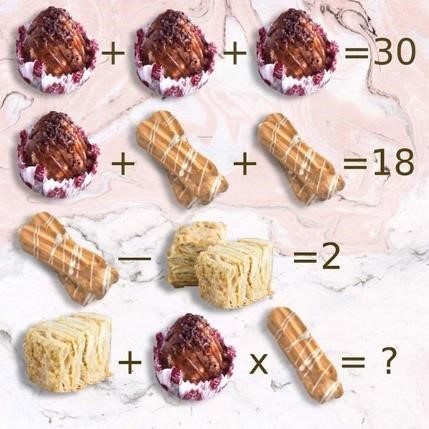 + + =30
+ + =18
— =2
+ x = ?